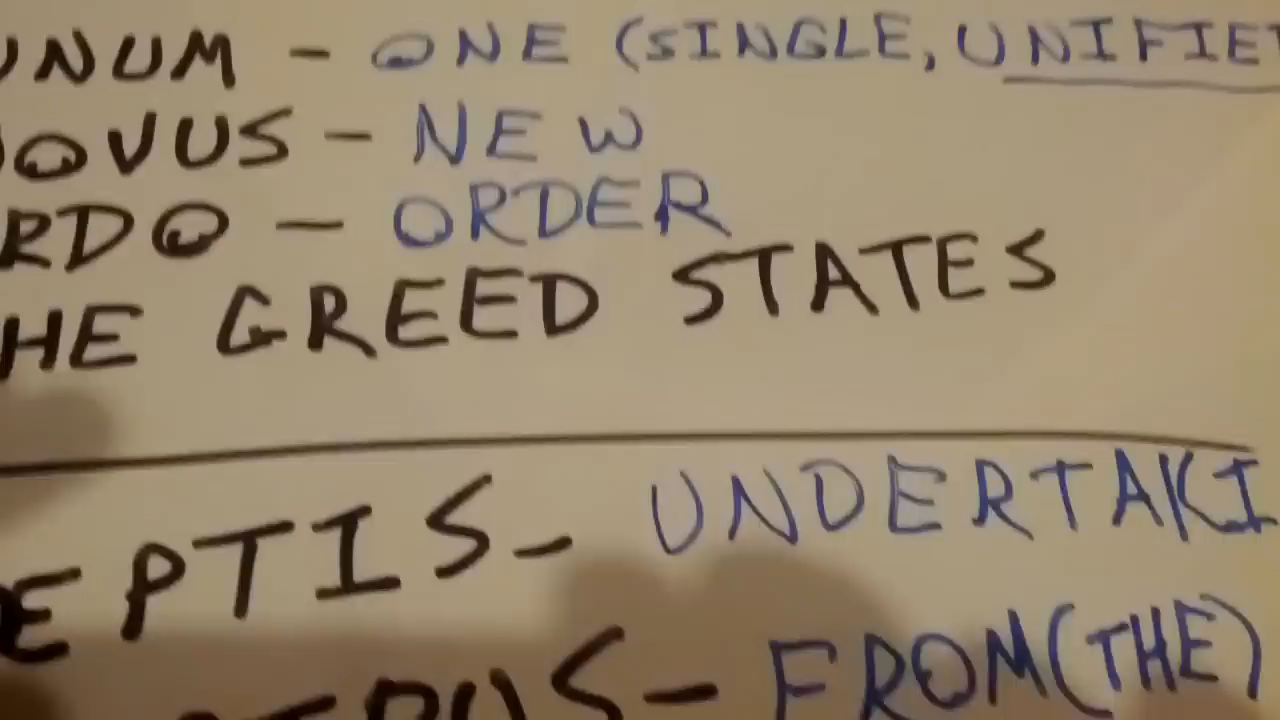 UNUM - ONE (SINGLE, UNIFIE
OVUS - NEW
RDO - ORDER
HE GREED STATES
EPTIS - UNDERTAKI
- FROM (THE)